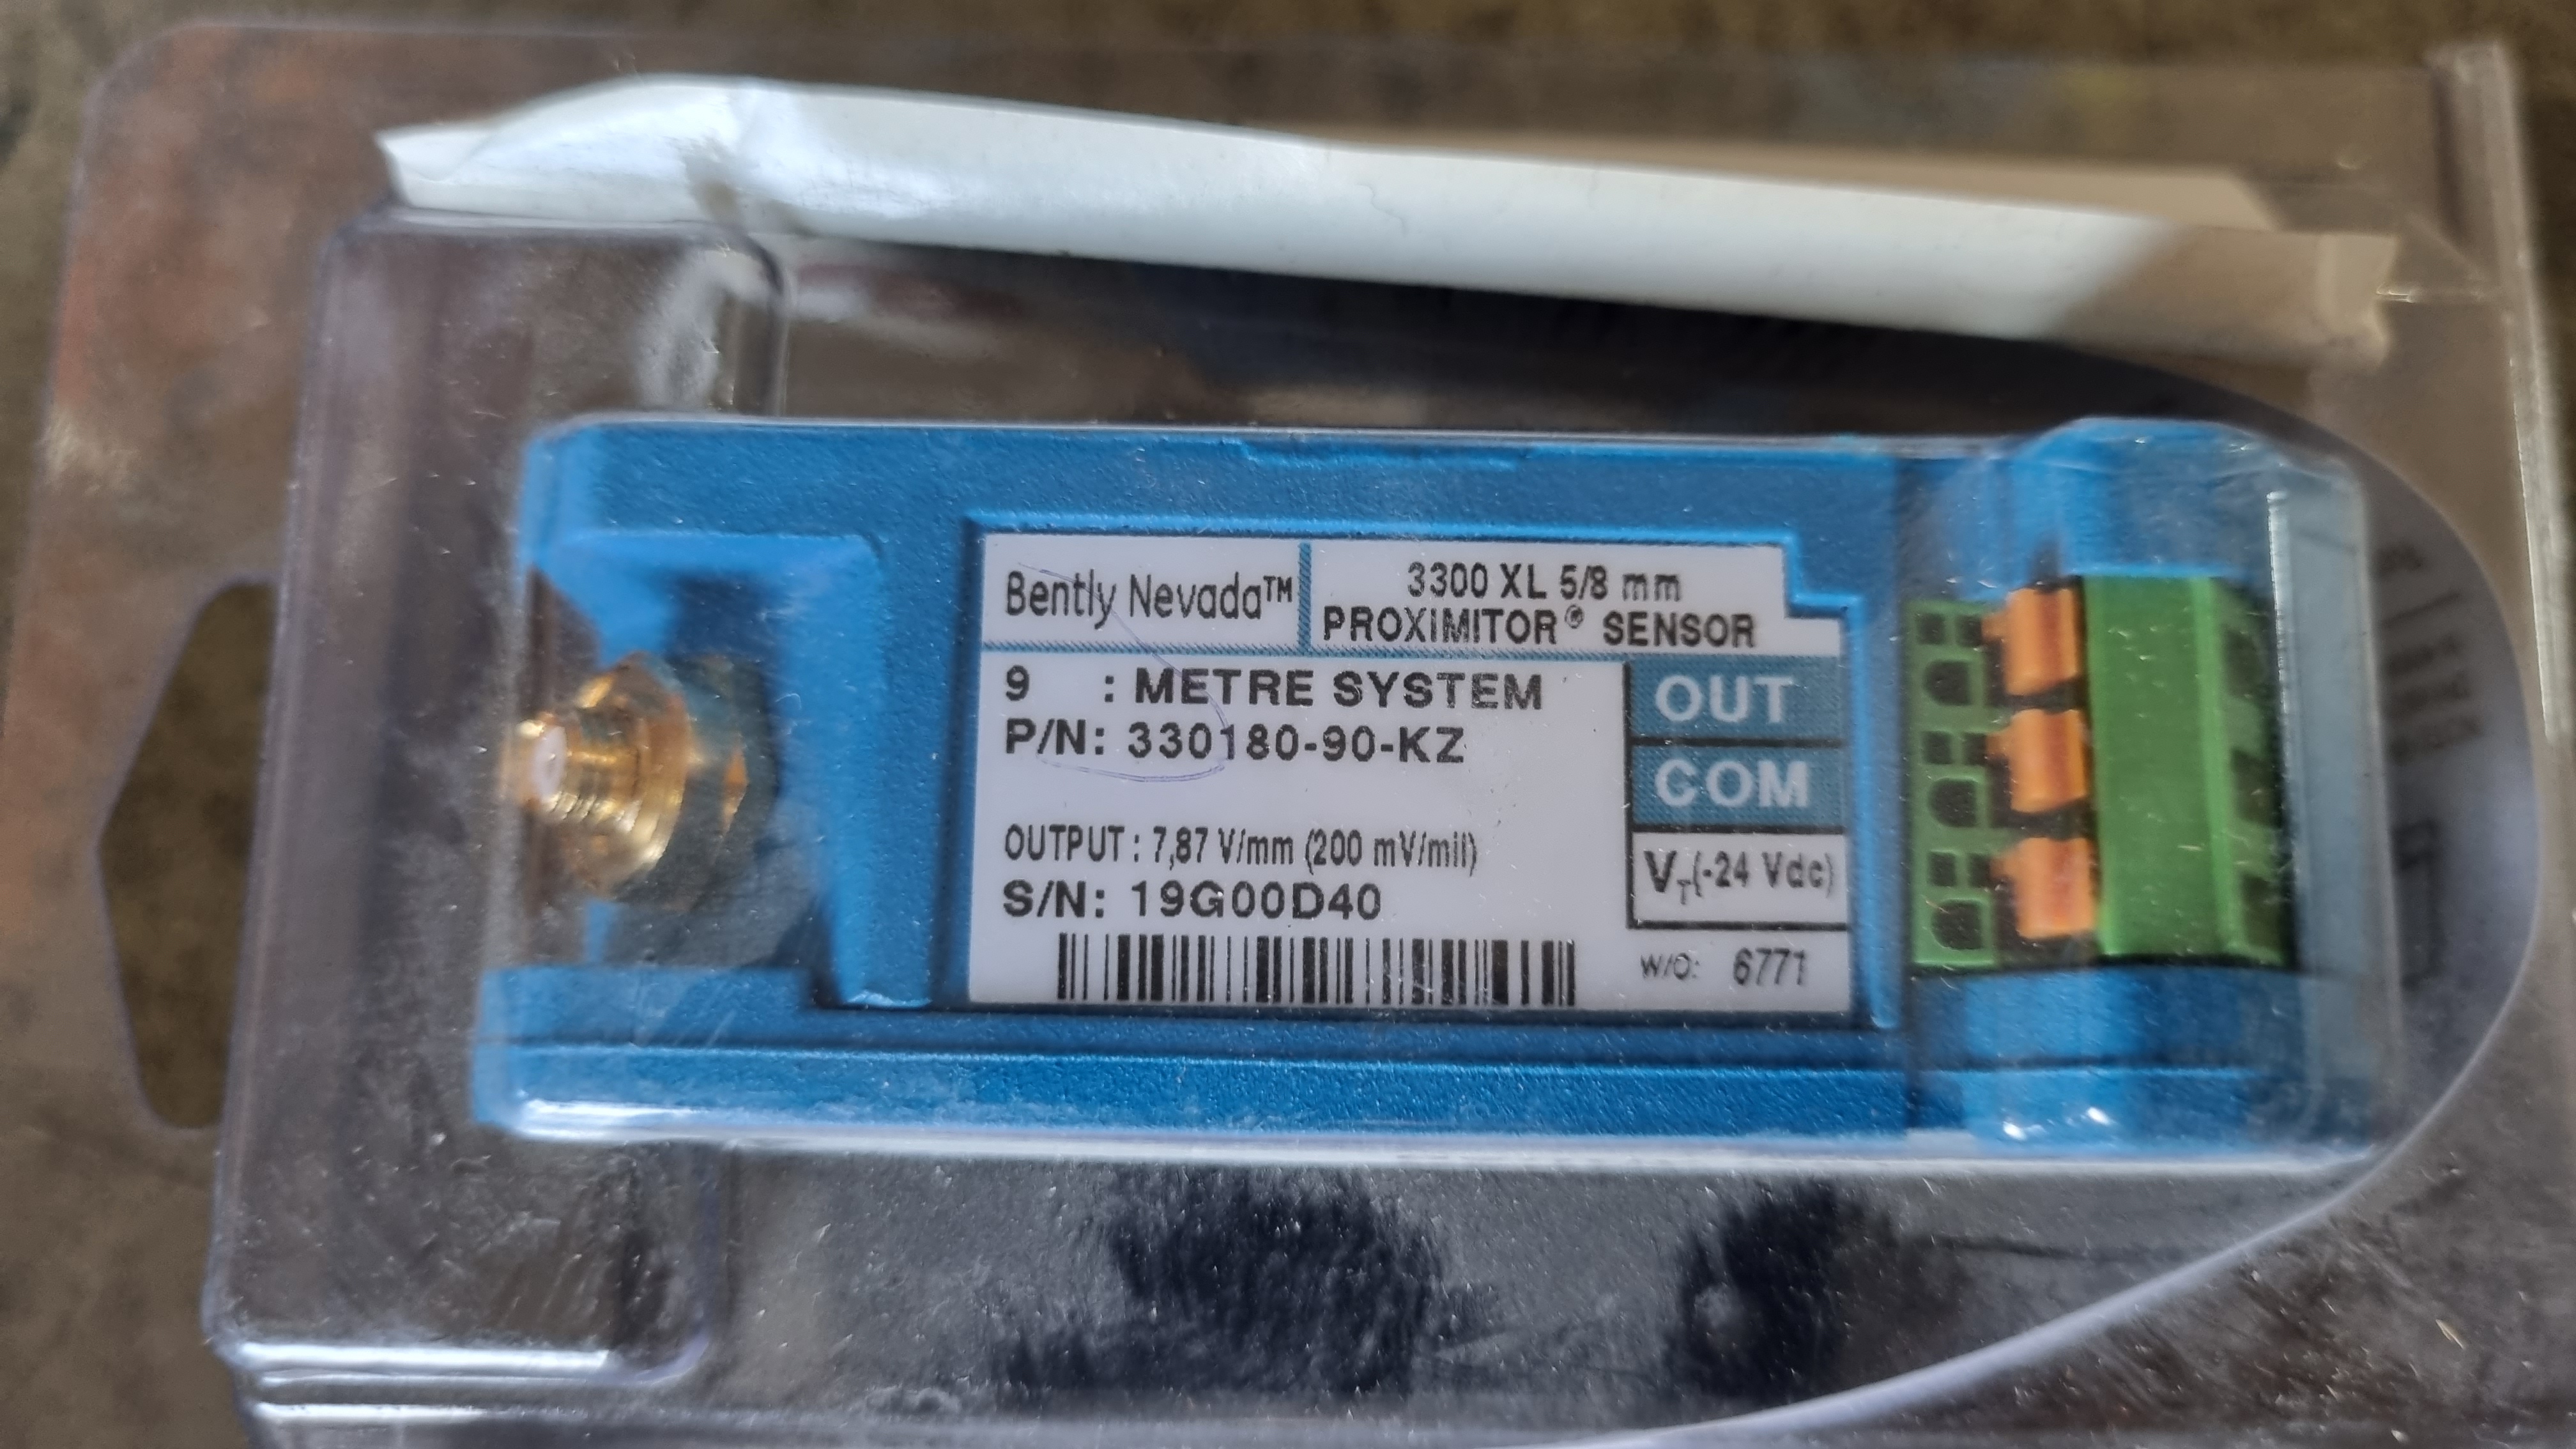 Bently Nevada™
3300 XL 5/8 mm
PROXIMITOR® SENSOR
9 : METRE SYSTEM
P/N: 330180-90-KZ
OUT
COM
VT(-24 Vdc)
OUTPUT : 7,87 V/mm (200 mV/mil)
S/N: 19G00D40
W/O: 6771